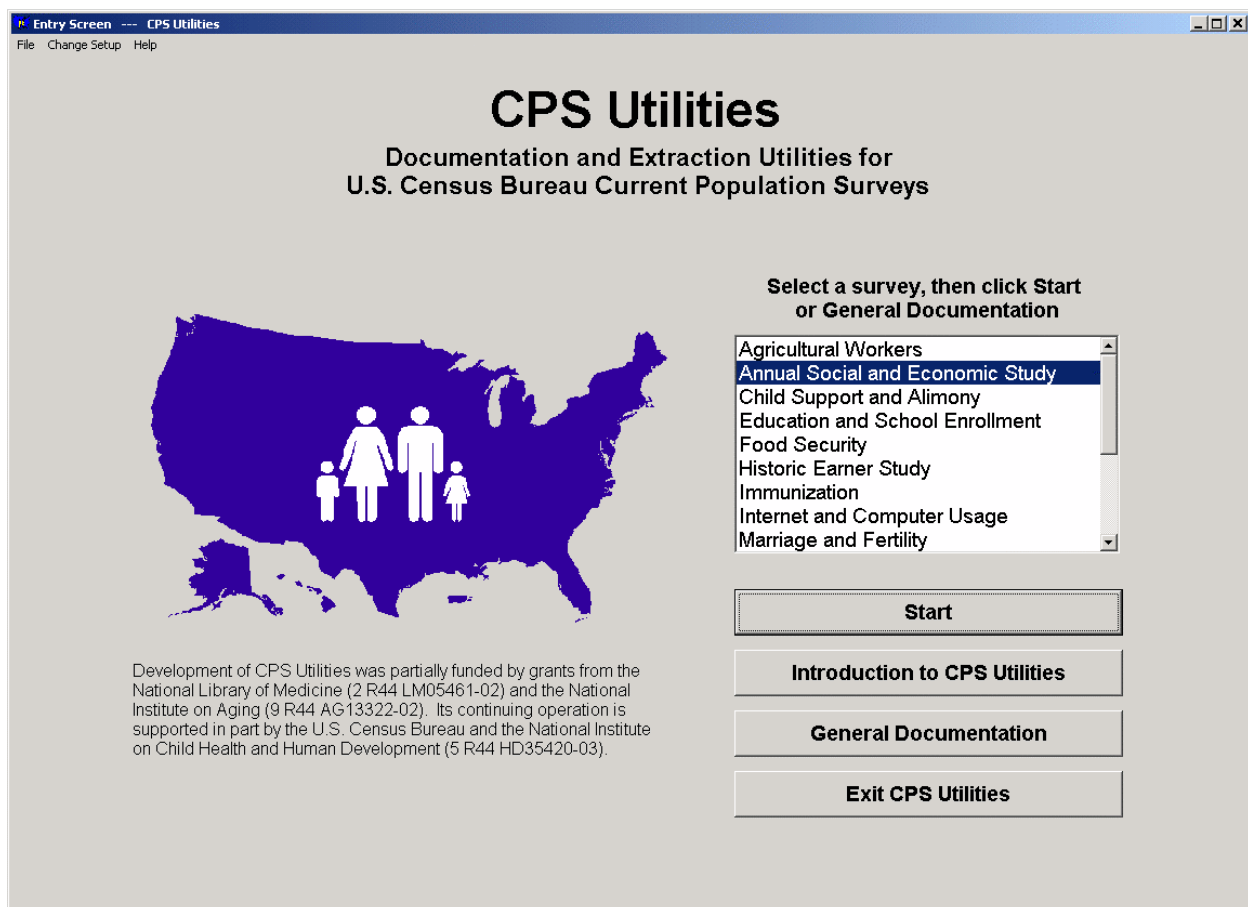 Entry Screen --- CPS Utilities
File Change Setup Help
CPS Utilities
Documentation and Extraction Utilities for
U.S. Census Bureau Current Population Surveys
Select a survey, then click Start
or General Documentation
Agricultural Workers
Annual Social and Economic Study
Child Support and Alimony
Education and School Enrollment
Food Security
Historic Earner Study
Immunization
Internet and Computer Usage
Marriage and Fertility
Start
Introduction to CPS Utilities
General Documentation
Exit CPS Utilities
Development of CPS Utilities was partially funded by grants from the
National Library of Medicine (2 R44 LM05461-02) and the National
Institute on Aging (9 R44 AG13322-02). Its continuing operation is
supported in part by the U.S. Census Bureau and the National Institute
on Child Health and Human Development (5 R44 HD35420-03).